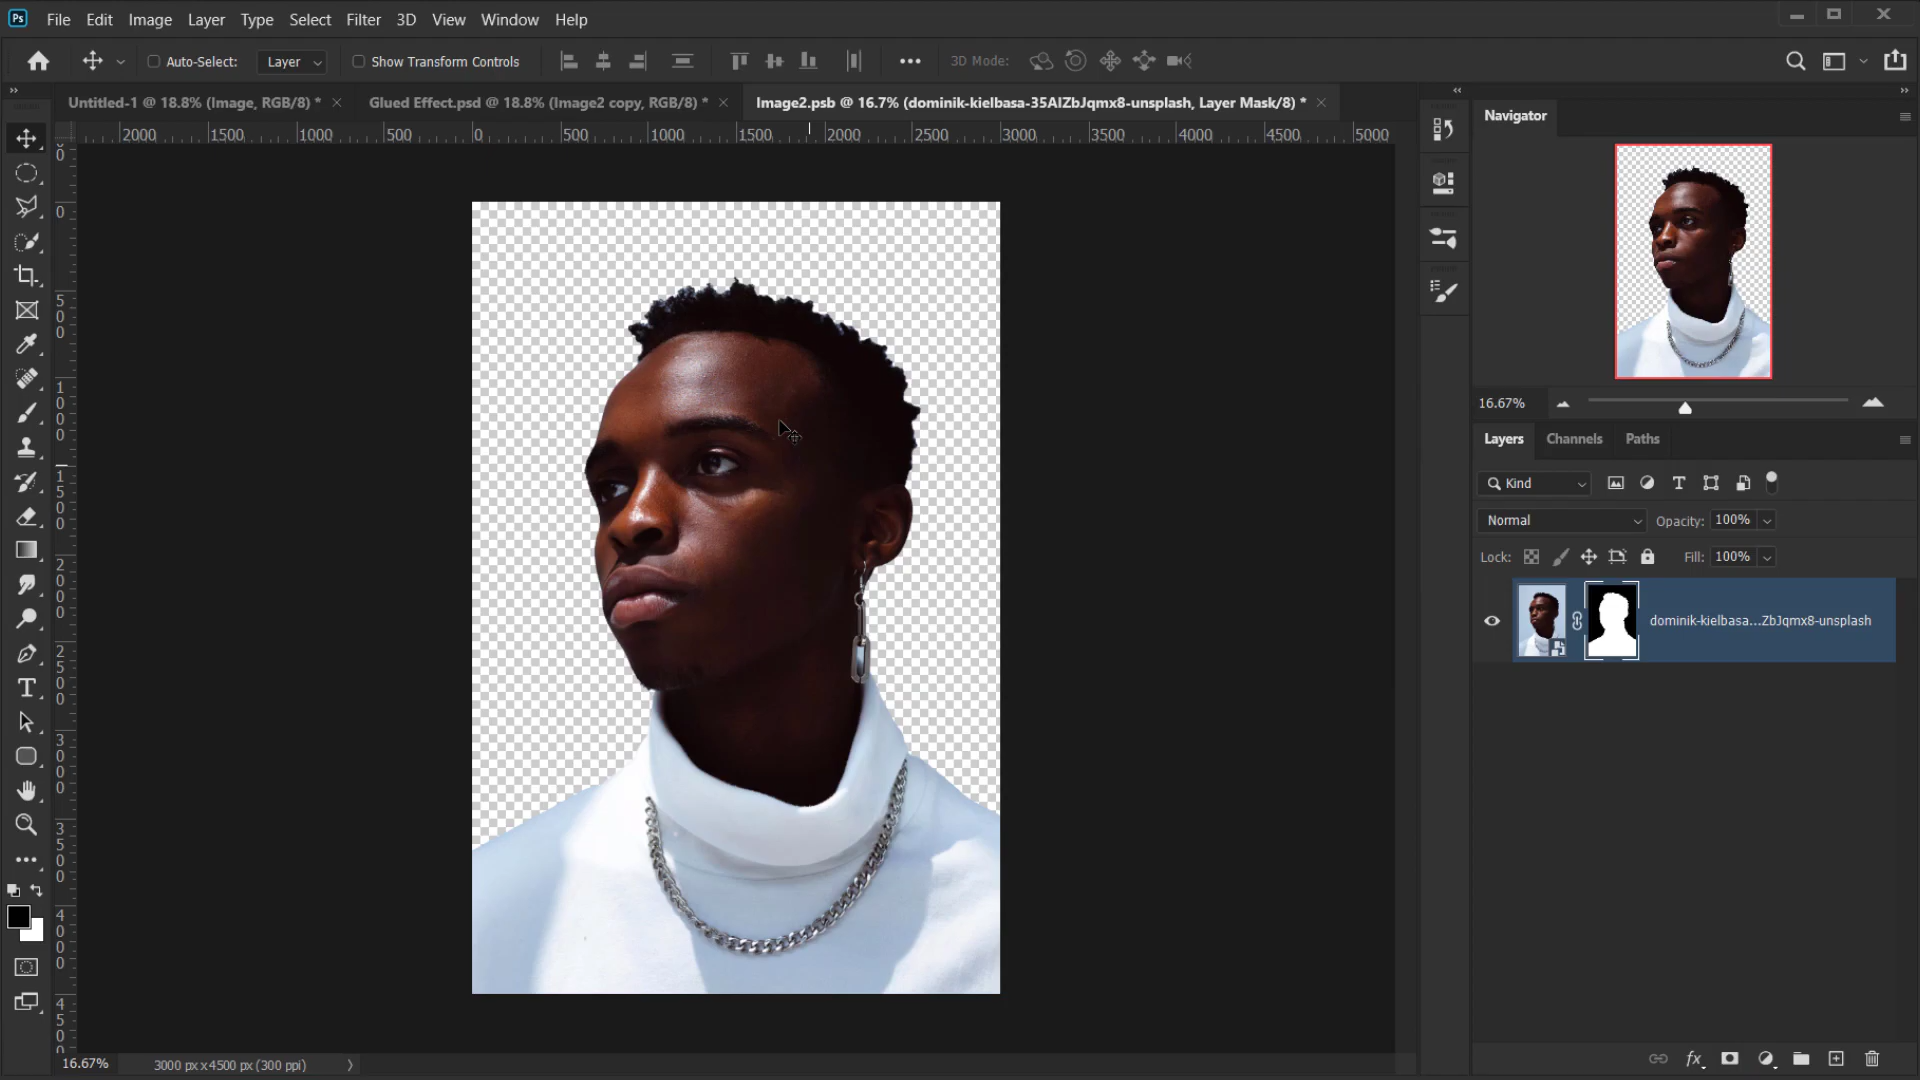 Ps File Edit Image Layer Type Select Filter 3D View Window Help
Auto-Select: Layer Show Transform Controls 3D Mode:
Untitled-1 @ 18.8% (Image, RGB/8) * Glued Effect.psd @ 18.8% (Image2 copy, RGB/8) * Image2.psb @ 16.7% (dominik-kielbasa-35AIZbJqmx8-unsplash, Layer Mask/8) *
2000 1500 1000 500 0 500 1000 1500 2000 2500 3000 3500 4000 4500 5000
0
0
500
1000
1500
2000
2500
3000
3500
4000
4500
Navigator
16.67%
Layers Channels Paths
Kind
Normal Opacity: 100%
Lock: Fill: 100%
dominik-kielbasa...ZbJqmx8-unsplash
fx
16.67% 3000 px x 4500 px (300 ppi)